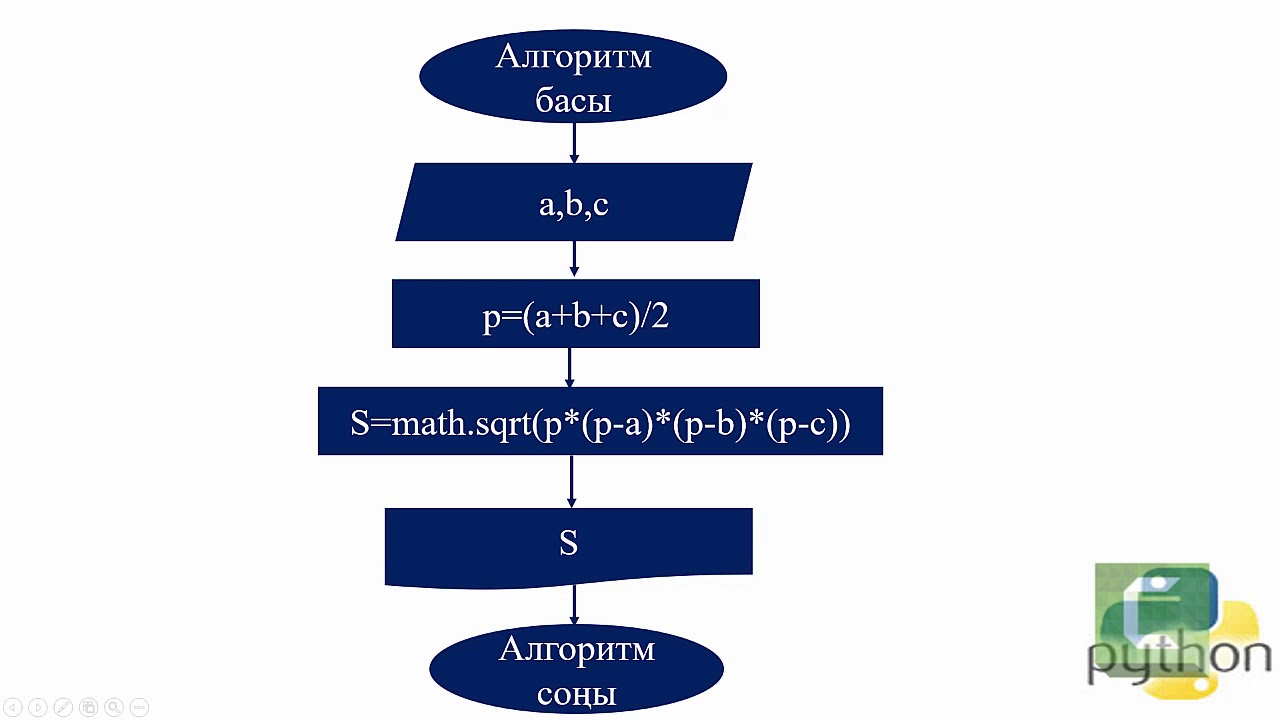 Алгоритм
басы
a,b,c
p=(a+b+c)/2
S=math.sqrt(p*(p-a)*(p-b)*(p-c))
S
Алгоритм
соңы
python